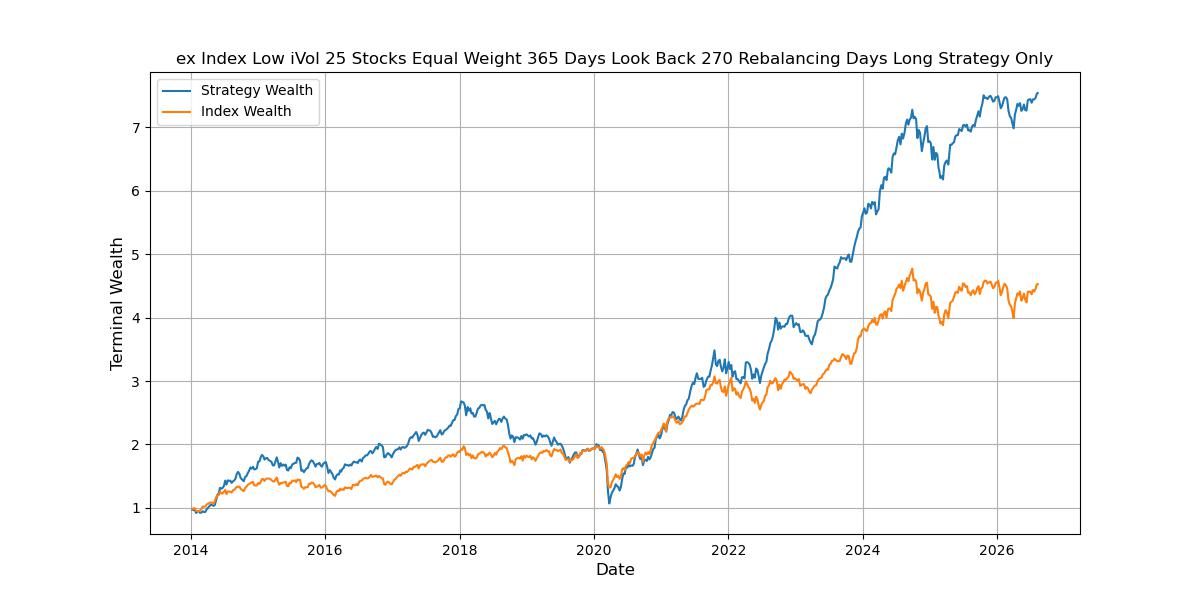 ex Index Low iVol 25 Stocks Equal Weight 365 Days Look Back 270 Rebalancing Days Long Strategy Only
Strategy Wealth
Index Wealth
Terminal Wealth
7
6
5
4
3
2
1
2014 2016 2018 2020 2022 2024 2026
Date